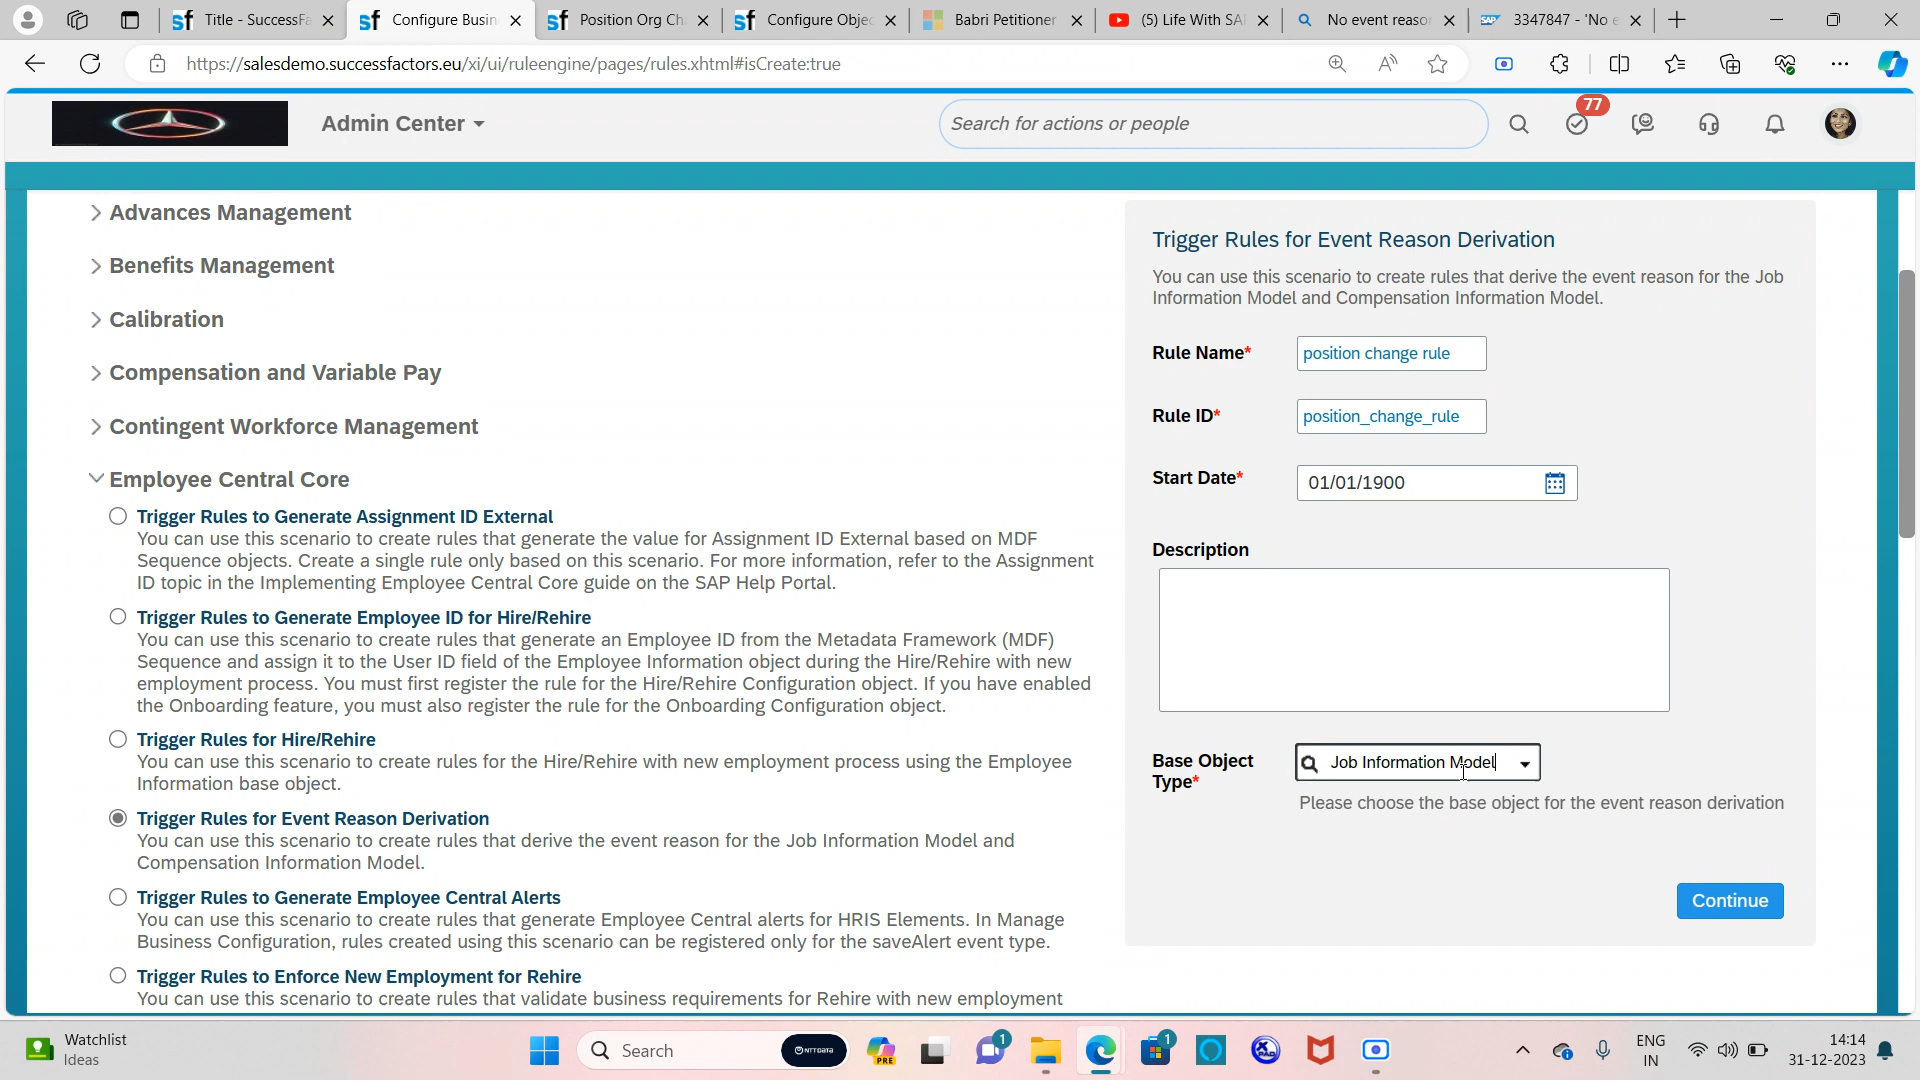 Title - SuccessFa
Configure Busin
Position Org Ch
Configure Objec
Babri Petitioner
(5) Life With SA
No event reaso
3347847 - 'No e
https://salesdemo.successfactors.eu/xi/ui/ruleengine/pages/rules.xhtml#isCreate:true
Admin Center
Search for actions or people
77
Advances Management
Benefits Management
Calibration
Compensation and Variable Pay
Contingent Workforce Management
Employee Central Core
Trigger Rules to Generate Assignment ID External
You can use this scenario to create rules that generate the value for Assignment ID External based on MDF
Sequence objects. Create a single rule only based on this scenario. For more information, refer to the Assignment
ID topic in the Implementing Employee Central Core guide on the SAP Help Portal.
Trigger Rules to Generate Employee ID for Hire/Rehire
You can use this scenario to create rules that generate an Employee ID from the Metadata Framework (MDF)
Sequence and assign it to the User ID field of the Employee Information object during the Hire/Rehire with new
employment process. You must first register the rule for the Hire/Rehire Configuration object. If you have enabled
the Onboarding feature, you must also register the rule for the Onboarding Configuration object.
Trigger Rules for Hire/Rehire
You can use this scenario to create rules for the Hire/Rehire with new employment process using the Employee
Information base object.
Trigger Rules for Event Reason Derivation
You can use this scenario to create rules that derive the event reason for the Job Information Model and
Compensation Information Model.
Trigger Rules to Generate Employee Central Alerts
You can use this scenario to create rules that generate Employee Central alerts for HRIS Elements. In Manage
Business Configuration, rules created using this scenario can be registered only for the saveAlert event type.
Trigger Rules to Enforce New Employment for Rehire
You can use this scenario to create rules that validate business requirements for Rehire with new employment
Trigger Rules for Event Reason Derivation
You can use this scenario to create rules that derive the event reason for the Job
Information Model and Compensation Information Model.
Rule Name*
position change rule
Rule ID*
position_change_rule
Start Date*
01/01/1900
Description
Base Object
Type*
Job Information Model
Please choose the base object for the event reason derivation
Continue
Watchlist
Ideas
Search
NTT DATA
PRE
1
1
ENG
IN
14:14
31-12-2023